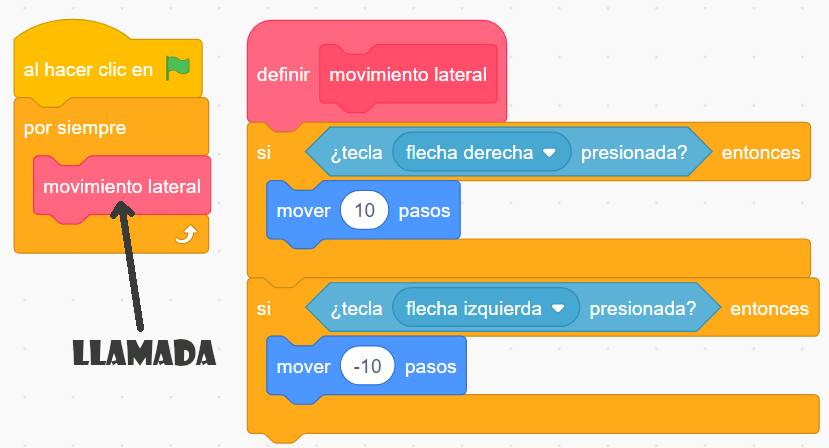 al hacer clic en
por siempre
movimiento lateral
LLAMADA
definir movimiento lateral
si ¿tecla flecha derecha presionada? entonces
mover 10 pasos
si ¿tecla flecha izquierda presionada? entonces
mover -10 pasos